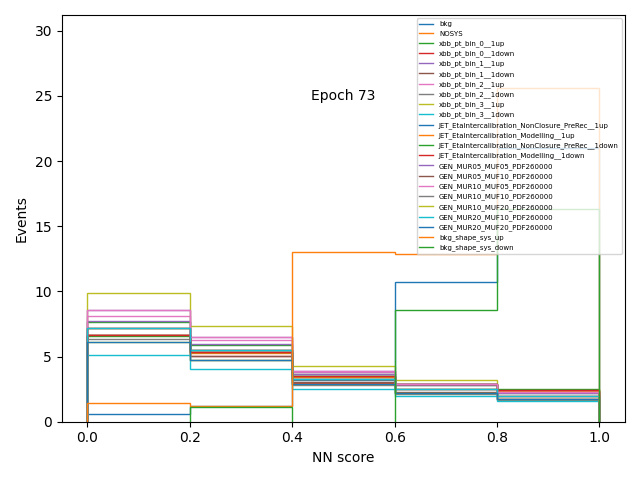 bkg
NOSYS
xbb_pt_bin_0__1up
xbb_pt_bin_0__1down
xbb_pt_bin_1__1up
xbb_pt_bin_1__1down
xbb_pt_bin_2__1up
xbb_pt_bin_2__1down
xbb_pt_bin_3__1up
xbb_pt_bin_3__1down
JET_EtaIntercalibration_NonClosure_PreRec__1up
JET_EtaIntercalibration_Modelling__1up
JET_EtaIntercalibration_NonClosure_PreRec__1down
JET_EtaIntercalibration_Modelling__1down
GEN_MUR05_MUF05_PDF260000
GEN_MUR05_MUF10_PDF260000
GEN_MUR10_MUF05_PDF260000
GEN_MUR10_MUF10_PDF260000
GEN_MUR10_MUF20_PDF260000
GEN_MUR20_MUF10_PDF260000
GEN_MUR20_MUF20_PDF260000
bkg_shape_sys_up
bkg_shape_sys_down
Epoch 73
30
25
20
15
10
5
0
Events
0.0 0.2 0.4 0.6 0.8 1.0
NN score